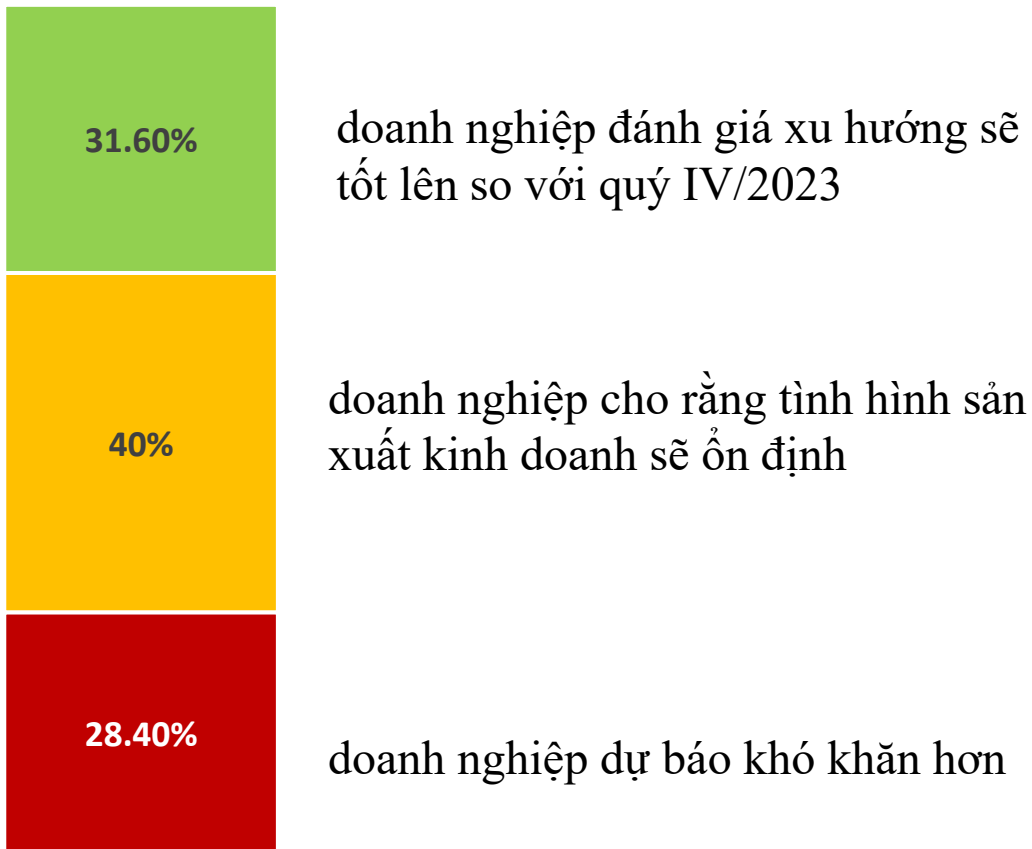 31.60%
doanh nghiệp đánh giá xu hướng sẽ
tốt lên so với quý IV/2023
40%
doanh nghiệp cho rằng tình hình sản
xuất kinh doanh sẽ ổn định
28.40%
doanh nghiệp dự báo khó khăn hơn